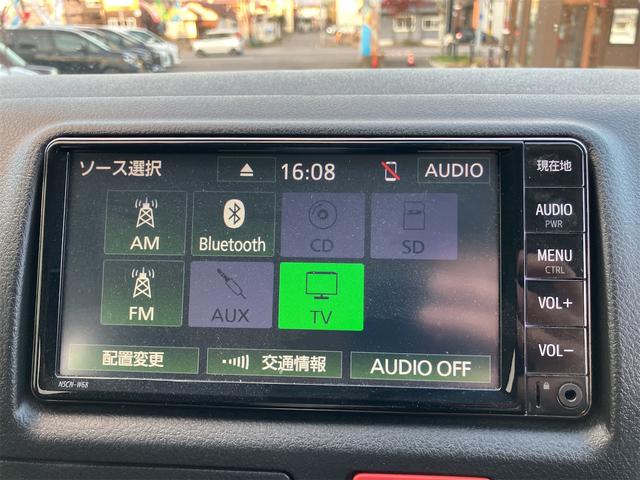 ソース選択 16:08 AUDIO
AM Bluetooth CD SD
FM AUX TV
配置変更 交通情報 AUDIO OFF
NSCN-W68
現在地
AUDIO
PWR
MENU
CTRL
VOL+
VOL-